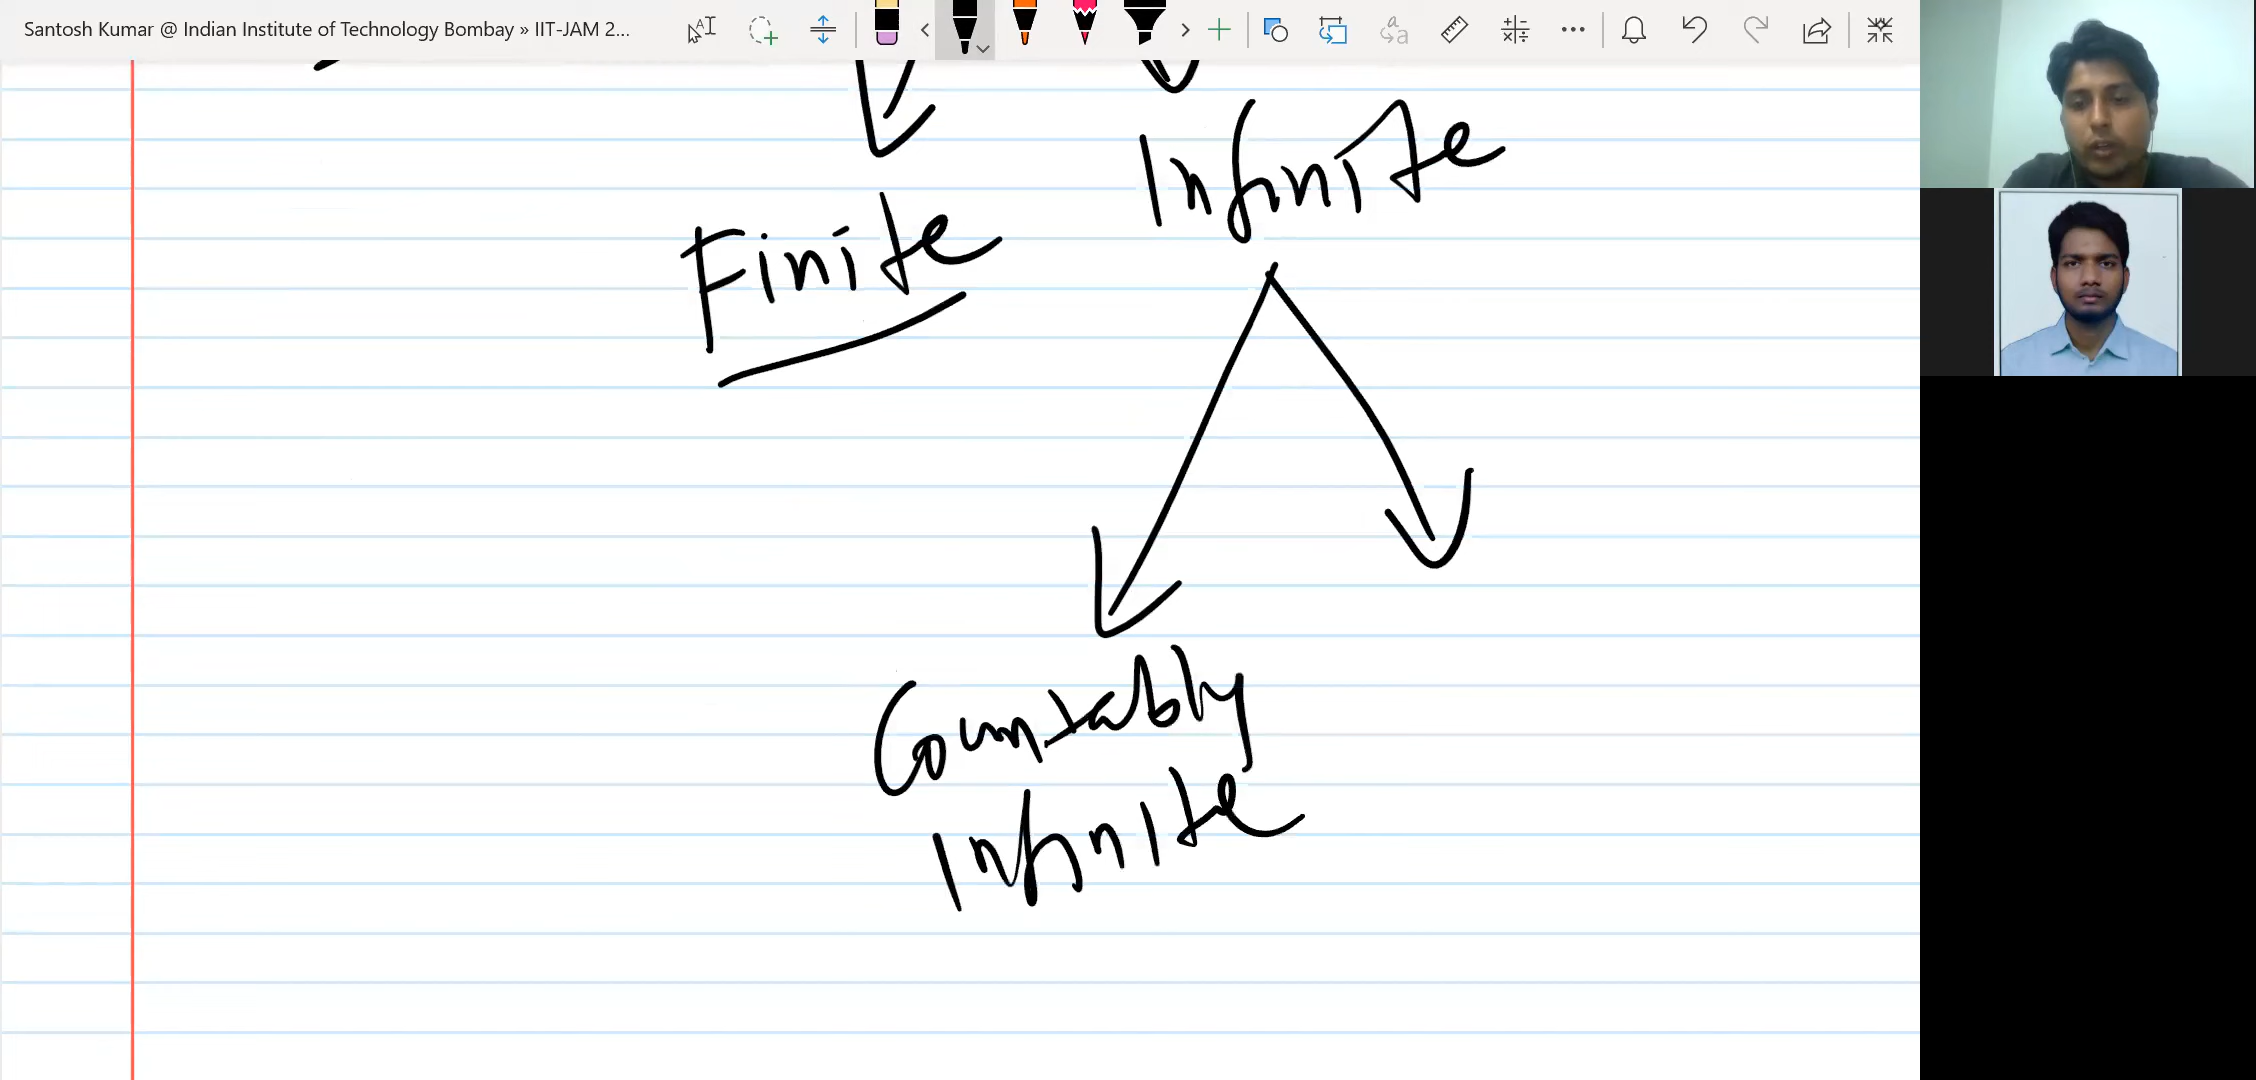 Santosh Kumar @ Indian Institute of Technology Bombay » IIT-JAM 2...
Infinite
Finite
Countably
Infinite